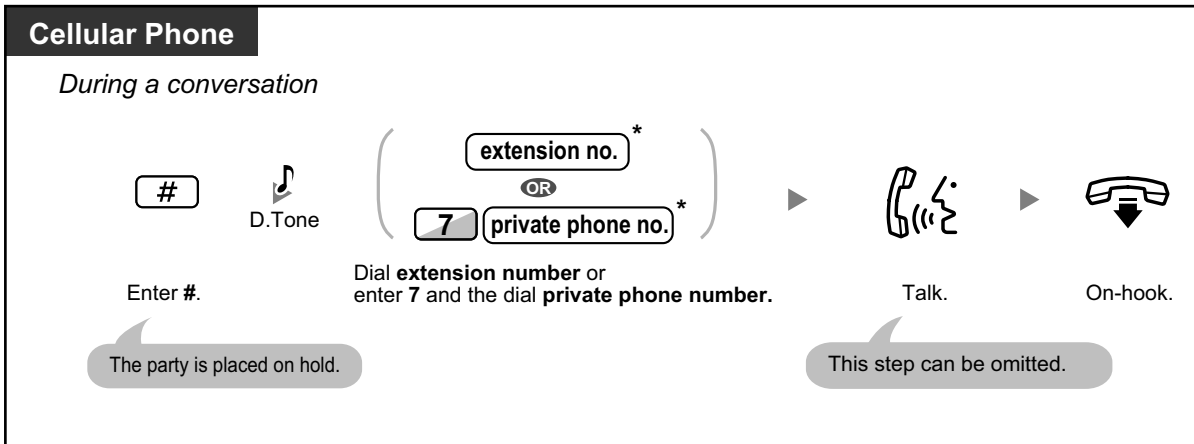 Cellular Phone
During a conversation
#
D.Tone
extension no.*
OR
7 private phone no.*
Enter #.
Dial extension number or
enter 7 and the dial private phone number.
Talk.
On-hook.
The party is placed on hold.
This step can be omitted.